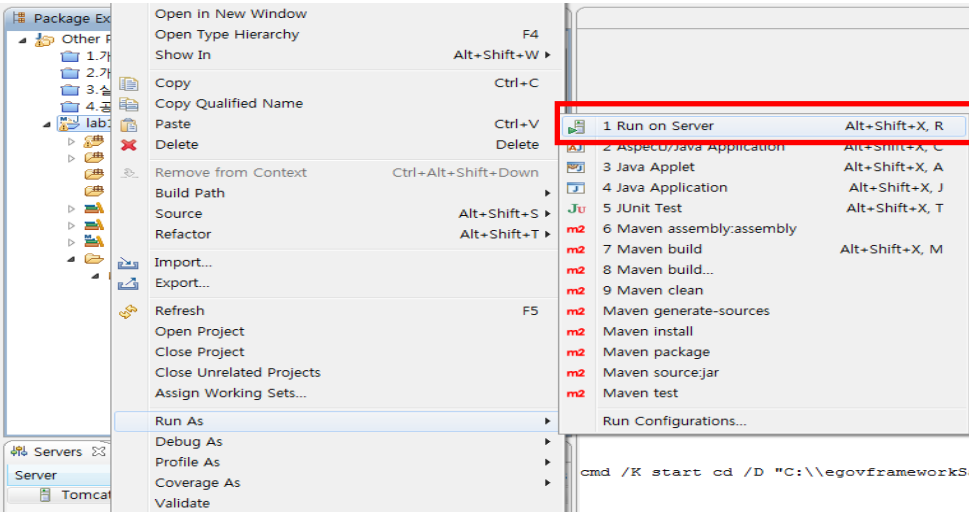 Package Ex
Other P
1.개
2.개
3.실
4.공
lab1
Servers
Server
Tomcat
Open in New Window
Open Type Hierarchy F4
Show In Alt+Shift+W
Copy Ctrl+C
Copy Qualified Name
Paste Ctrl+V
Delete Delete
Remove from Context Ctrl+Alt+Shift+Down
Build Path
Source Alt+Shift+S
Refactor Alt+Shift+T
Import...
Export...
Refresh F5
Open Project
Close Project
Close Unrelated Projects
Assign Working Sets...
Run As
Debug As
Profile As
Coverage As
Validate
1 Run on Server Alt+Shift+X, R
2 AspectJ/Java Application Alt+Shift+X, C
3 Java Applet Alt+Shift+X, A
4 Java Application Alt+Shift+X, J
5 JUnit Test Alt+Shift+X, T
6 Maven assembly:assembly
7 Maven build Alt+Shift+X, M
8 Maven build...
9 Maven clean
Maven generate-sources
Maven install
Maven package
Maven source:jar
Maven test
Run Configurations...
cmd /K start cd /D "C:\\egovframeworkS